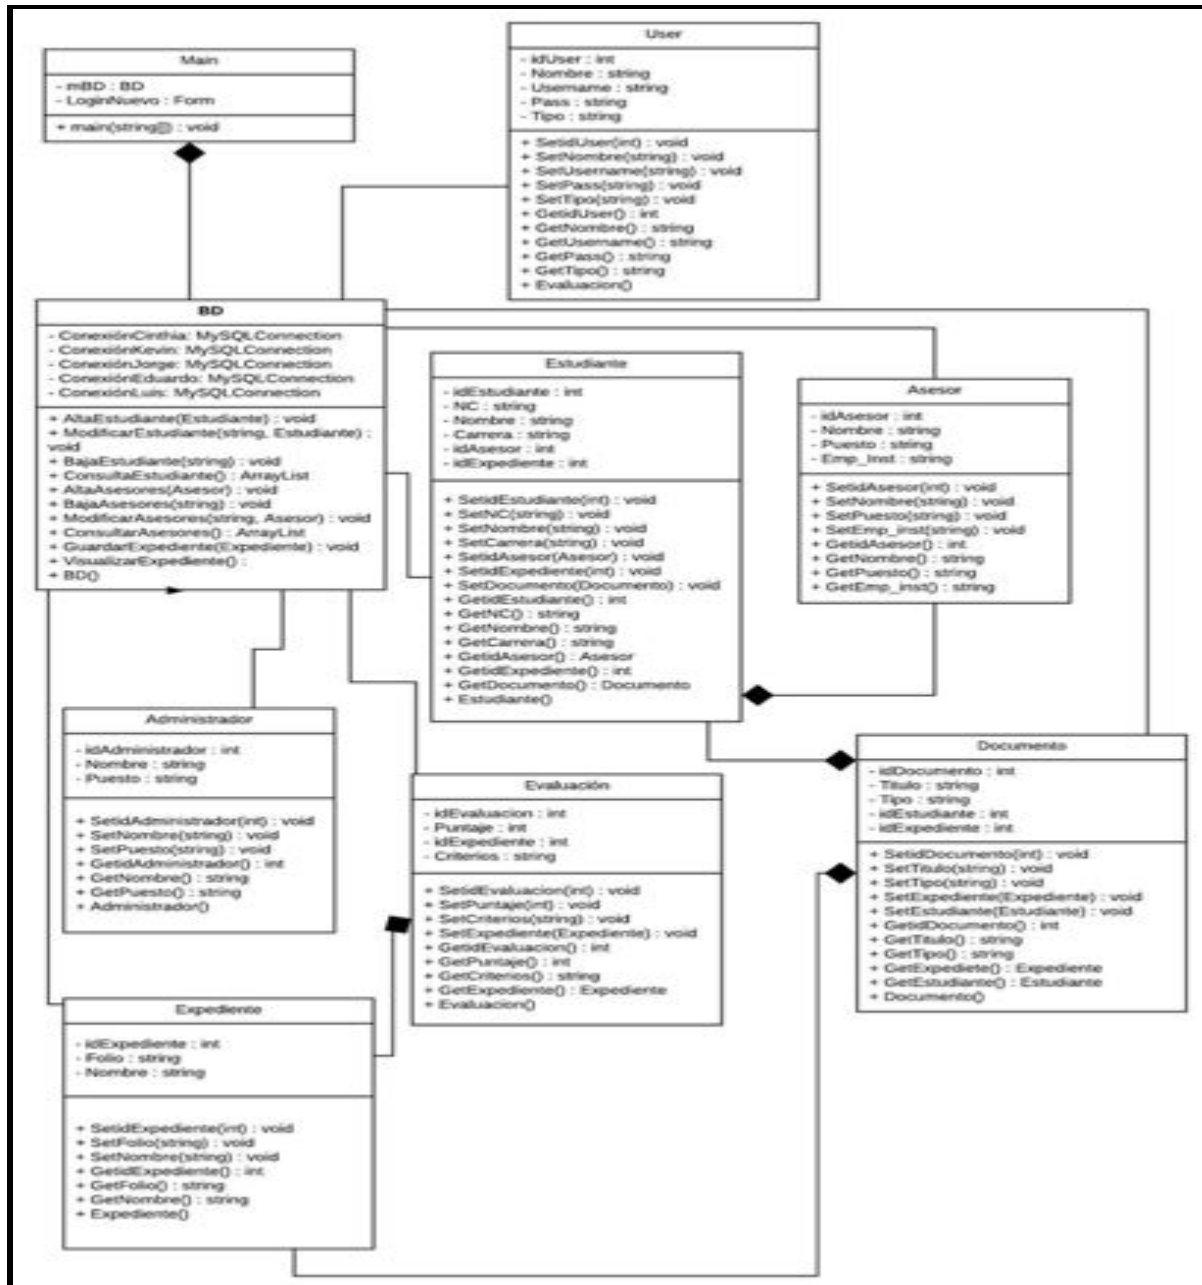 Main
- mBD : BD
- LoginNuevo : Form
+ main(string[]) : void
User
- idUser : int
- Nombre : string
- Username : string
- Pass : string
- Tipo : string
+ SetidUser(int) : void
+ SetNombre(string) : void
+ SetUsername(string) : void
+ SetPass(string) : void
+ SetTipo(string) : void
+ GetidUser() : int
+ GetNombre() : string
+ GetUsername() : string
+ GetPass() : string
+ GetTipo() : string
+ Evaluacion()
BD
- ConexiónCinthia: MySQLConnection
- ConexiónKevin: MySQLConnection
- ConexiónJorge: MySQLConnection
- ConexiónEduardo: MySQLConnection
- ConexiónLuis: MySQLConnection
+ AltaEstudiante(Estudiante) : void
+ ModificarEstudiante(string, Estudiante) :
void
+ BajaEstudiante(string) : void
+ ConsultaEstudiante() : ArrayList
+ AltaAsesores(Asesor) : void
+ BajaAsesores(string) : void
+ ModificarAsesores(string, Asesor) : void
+ ConsultarAsesores() : ArrayList
+ GuardarExpediente(Expediente) : void
+ VisualizarExpediente() :
+ BD()
Estudiante
- idEstudiante : int
- NC : string
- Nombre : string
- Carrera : string
- idAsesor : int
- idExpediente : int
+ SetidEstudiante(int) : void
+ SetNC(string) : void
+ SetNombre(string) : void
+ SetCarrera(string) : void
+ SetidAsesor(Asesor) : void
+ SetidExpediente(int) : void
+ SetDocumento(Documento) : void
+ GetidEstudiante() : int
+ GetNC() : string
+ GetNombre() : string
+ GetCarrera() : string
+ GetidAsesor() : Asesor
+ GetidExpediente() : int
+ GetDocumento() : Documento
+ Estudiante()
Asesor
- idAsesor : int
- Nombre : string
- Puesto : string
- Emp_Inst : string
+ SetidAsesor(int) : void
+ SetNombre(string) : void
+ SetPuesto(string) : void
+ SetEmp_inst(string) : void
+ GetidAsesor() : int
+ GetNombre() : string
+ GetPuesto() : string
+ GetEmp_inst() : string
Administrador
- idAdministrador : int
- Nombre : string
- Puesto : string
+ SetidAdministrador(int) : void
+ SetNombre(string) : void
+ SetPuesto(string) : void
+ GetidAdministrador() : int
+ GetNombre() : string
+ GetPuesto() : string
+ Administrador()
Evaluación
- idEvaluacion : int
- Puntaje : int
- idExpediente : int
- Criterios : string
+ SetidEvaluacion(int) : void
+ SetPuntaje(int) : void
+ SetCriterios(string) : void
+ SetExpediente(Expediente) : void
+ GetidEvaluacion() : int
+ GetPuntaje() : int
+ GetCriterios() : string
+ GetExpediente() : Expediente
+ Evaluacion()
Documento
- idDocumento : int
- Titulo : string
- Tipo : string
- idEstudiante : int
- idExpediente : int
+ SetidDocumento(int) : void
+ SetTitulo(string) : void
+ SetTipo(string) : void
+ SetExpediente(Expediente) : void
+ SetEstudiante(Estudiante) : void
+ GetidDocumento() : int
+ GetTitulo() : string
+ GetTipo() : string
+ GetExpediete() : Expediente
+ GetEstudiante() : Estudiante
+ Documento()
Expediente
- idExpediente : int
- Folio : string
- Nombre : string
+ SetidExpediente(int) : void
+ SetFolio(string) : void
+ SetNombre(string) : void
+ GetidExpediente() : int
+ GetFolio() : string
+ GetNombre() : string
+ Expediente()